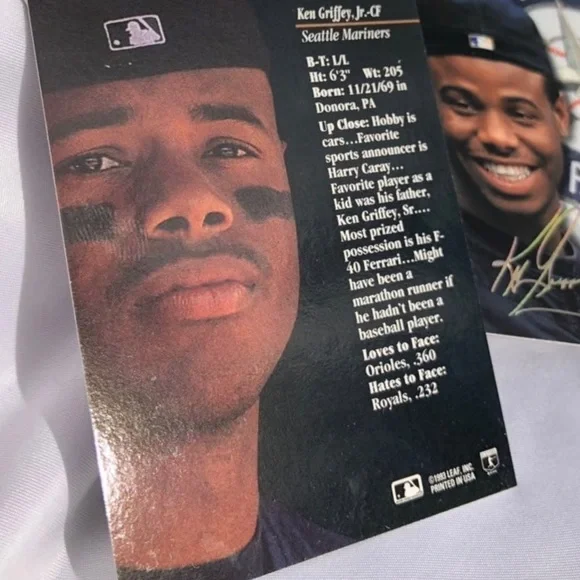 Ken Griffey, Jr.-CF
Seattle Mariners
B-T: L/L
Ht: 6'3" Wt: 205
Born: 11/21/69 in
Donora, PA
Up Close: Hobby is
cars...Favorite
sports announcer is
Harry Caray...
Favorite player as a
kid was his father,
Ken Griffey, Sr....
Most prized
possession is his F-
40 Ferrari...Might
have been a
marathon runner if
he hadn't been a
baseball player.
Loves to Face:
Orioles, .360
Hates to Face:
Royals, .232
©1993 LEAF, INC.
PRINTED IN USA